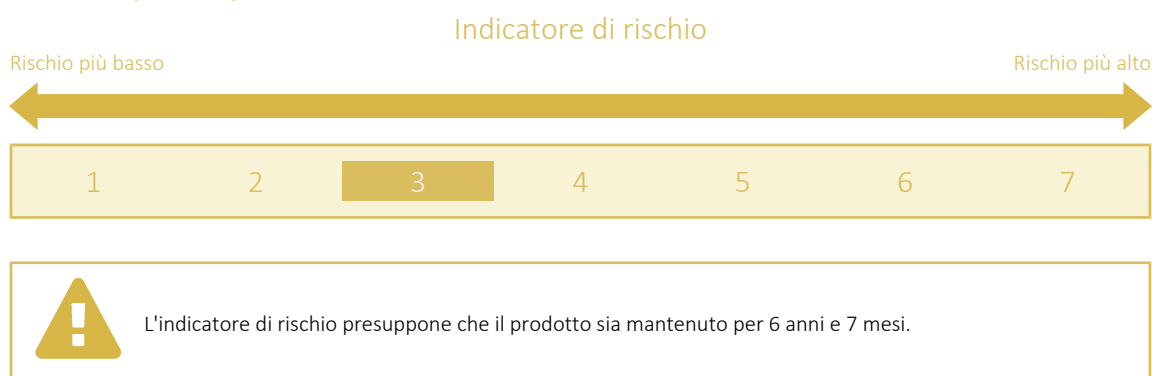 Indicatore di rischio
Rischio più basso
Rischio più alto
1 2 3 4 5 6 7
L'indicatore di rischio presuppone che il prodotto sia mantenuto per 6 anni e 7 mesi.